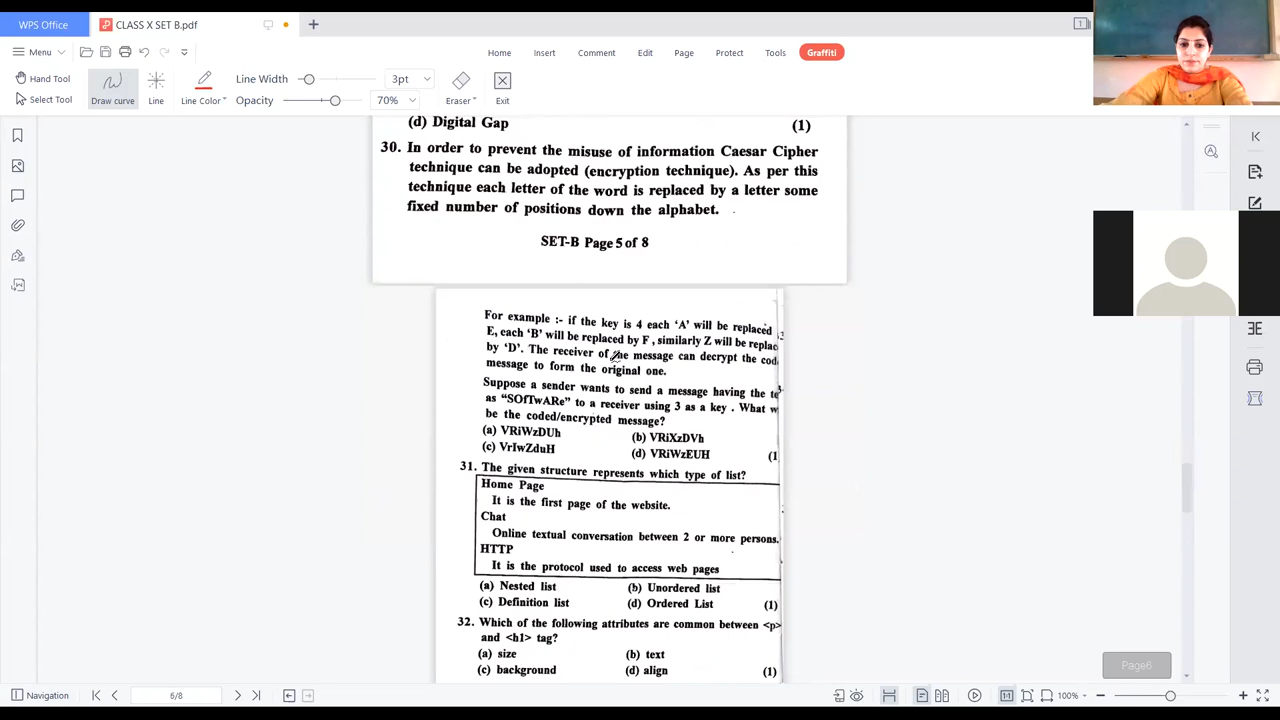 WPS Office
CLASS X SET B.pdf
1
Menu
Home Insert Comment Edit Page Protect Tools Graffiti
Hand Tool
Select Tool
Draw curve
Line
Line Color
Line Width 3pt
Opacity 70%
Eraser
Exit
(d) Digital Gap (1)
30. In order to prevent the misuse of information Caesar Cipher
technique can be adopted (encryption technique). As per this
technique each letter of the word is replaced by a letter some
fixed number of positions down the alphabet.
SET-B Page 5 of 8
For example :- if the key is 4 each ‘A’ will be replaced
E, each ‘B’ will be replaced by F , similarly Z will be replac
by ‘D’. The receiver of the message can decrypt the cod
message to form the original one.
Suppose a sender wants to send a message having the te
as “SOfTwARe” to a receiver using 3 as a key . What w
be the coded/encrypted message?
(a) VRiWzDUh (b) VRiXzDVh
(c) VrIwZduH (d) VRiWzEUH (1
31. The given structure represents which type of list?
Home Page
It is the first page of the website.
Chat
Online textual conversation between 2 or more persons.
HTTP
It is the protocol used to access web pages
(a) Nested list (b) Unordered list
(c) Definition list (d) Ordered List (1)
32. Which of the following attributes are common between <p>
and <h1> tag?
(a) size (b) text
(c) background (d) align (1)
Page6
Navigation 5/8 100%